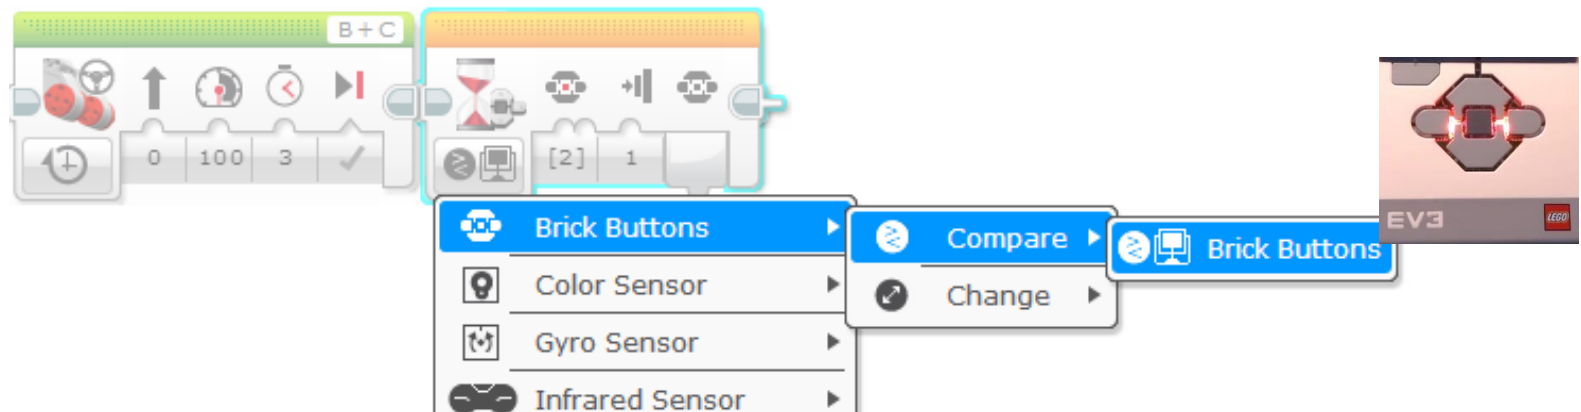 B + C
0 100 3
[2] 1
Brick Buttons
Color Sensor
Gyro Sensor
Infrared Sensor
Compare
Change
Brick Buttons
EV3
LEGO